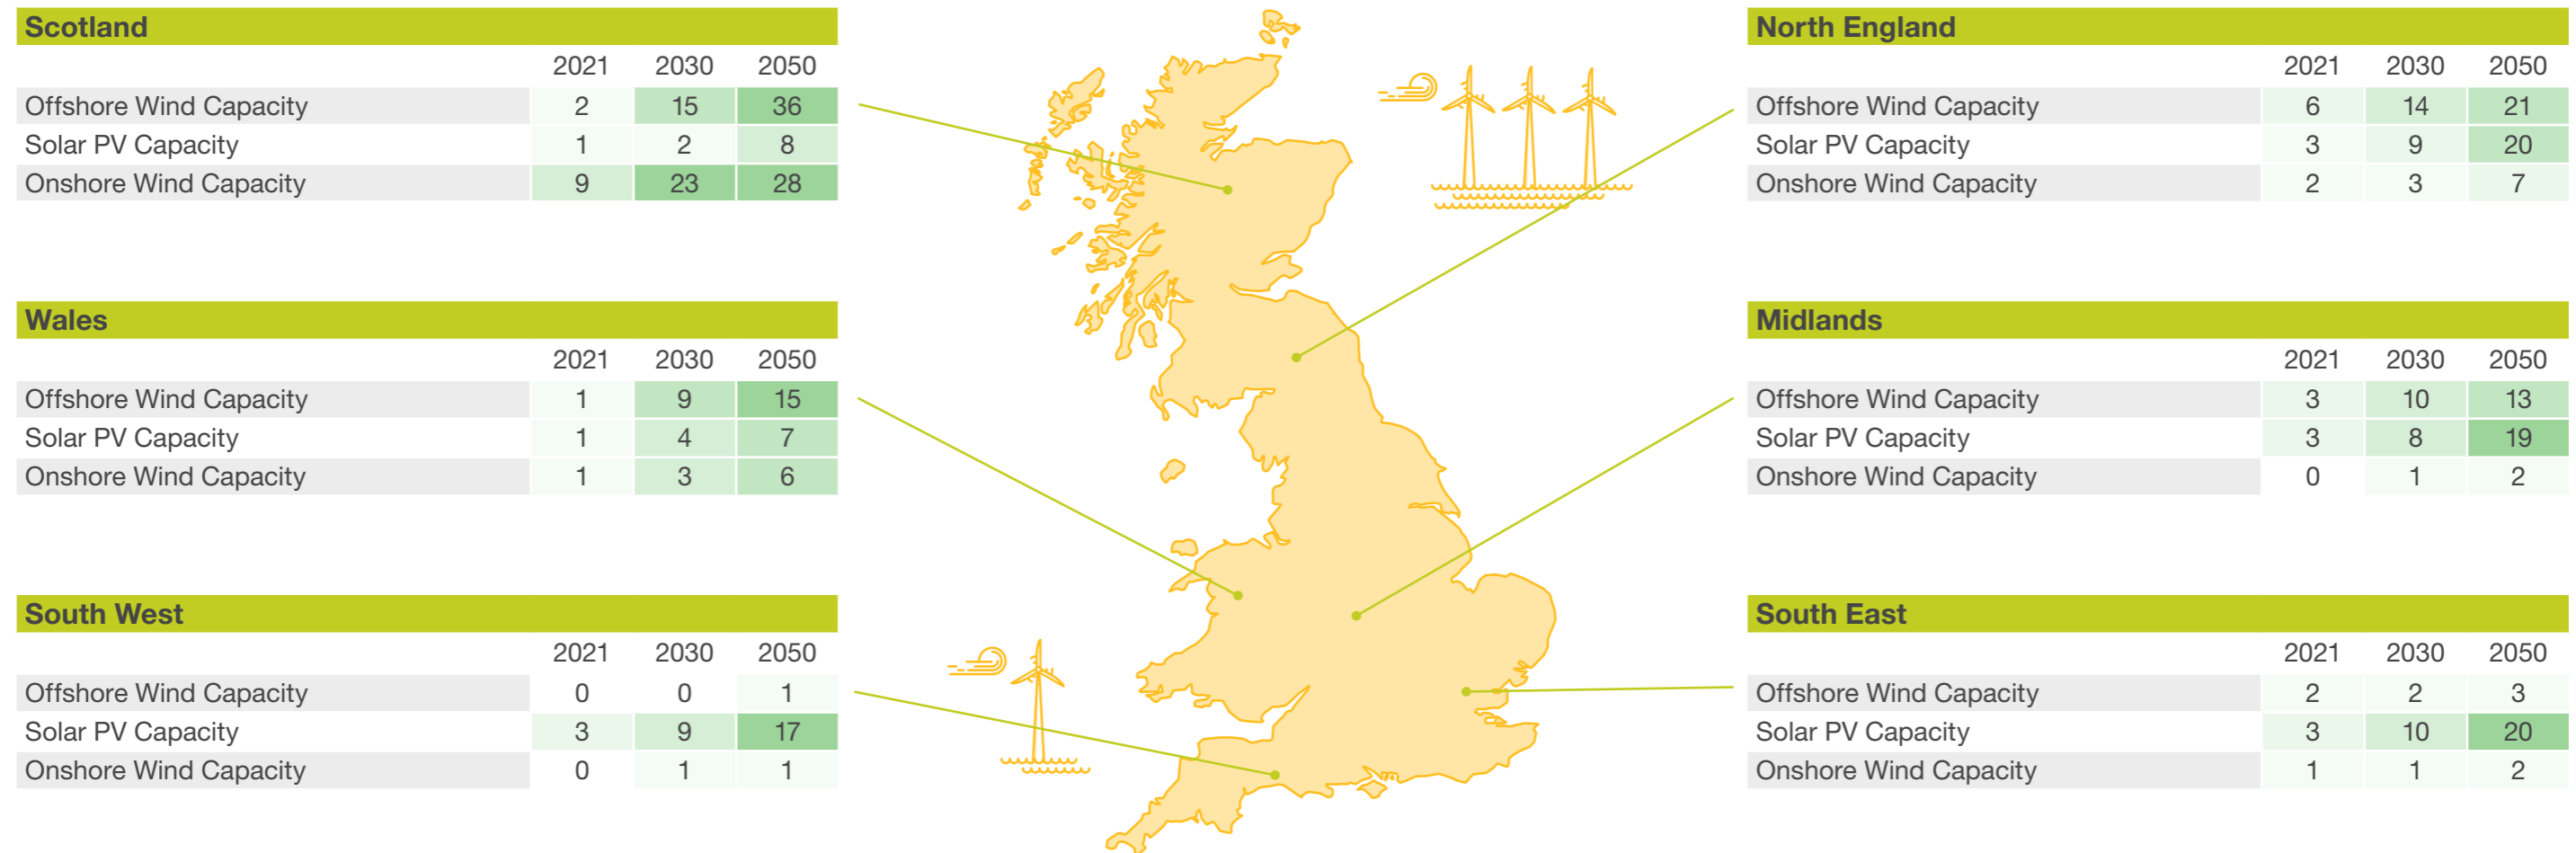 Scotland
2021 2030 2050
Offshore Wind Capacity 2 15 36
Solar PV Capacity 1 2 8
Onshore Wind Capacity 9 23 28
Wales
2021 2030 2050
Offshore Wind Capacity 1 9 15
Solar PV Capacity 1 4 7
Onshore Wind Capacity 1 3 6
South West
2021 2030 2050
Offshore Wind Capacity 0 0 1
Solar PV Capacity 3 9 17
Onshore Wind Capacity 0 1 1
North England
2021 2030 2050
Offshore Wind Capacity 6 14 21
Solar PV Capacity 3 9 20
Onshore Wind Capacity 2 3 7
Midlands
2021 2030 2050
Offshore Wind Capacity 3 10 13
Solar PV Capacity 3 8 19
Onshore Wind Capacity 0 1 2
South East
2021 2030 2050
Offshore Wind Capacity 2 2 3
Solar PV Capacity 3 10 20
Onshore Wind Capacity 1 1 2